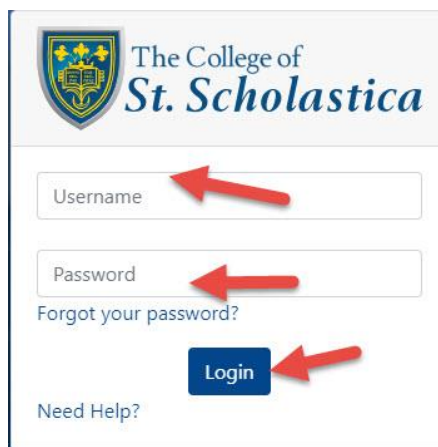 The College of
St. Scholastica
Username
Password
Forgot your password?
Login
Need Help?